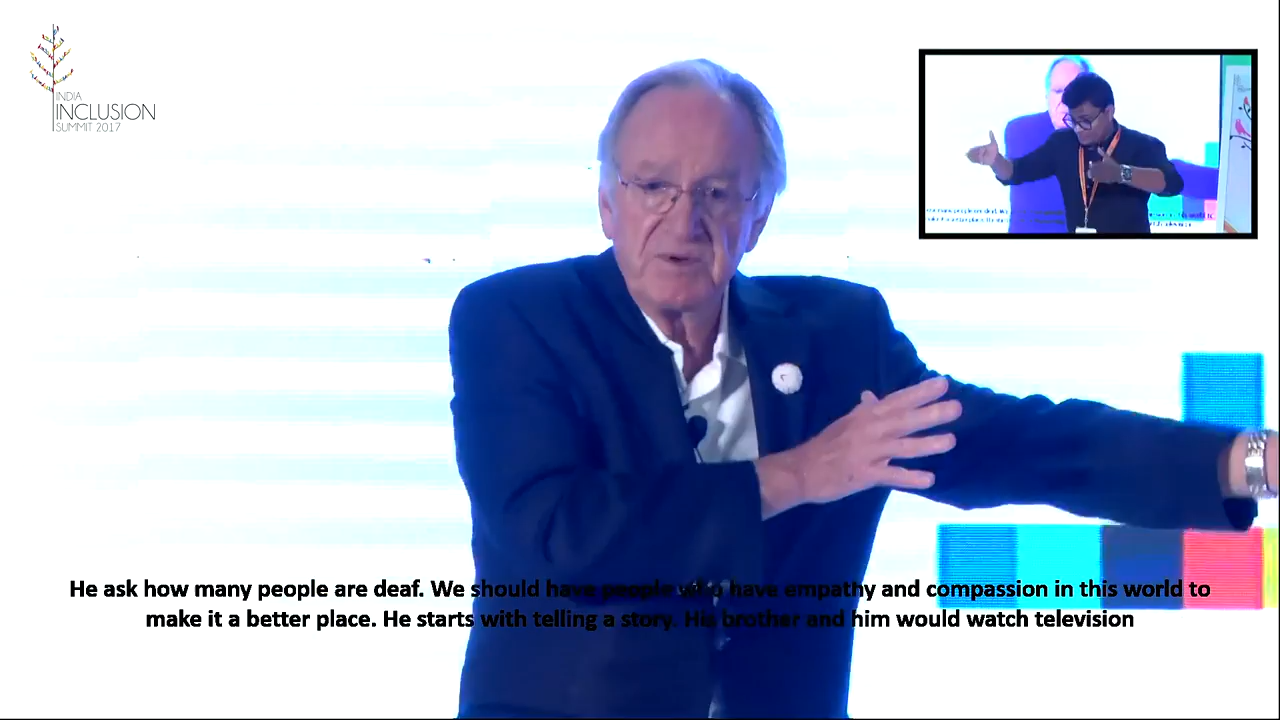 INDIA
INCLUSION
SUMMIT 2017
He ask how many people are deaf. We should have people who have empathy and compassion in this world to
make it a better place. He starts with telling a story. His brother and him would watch television